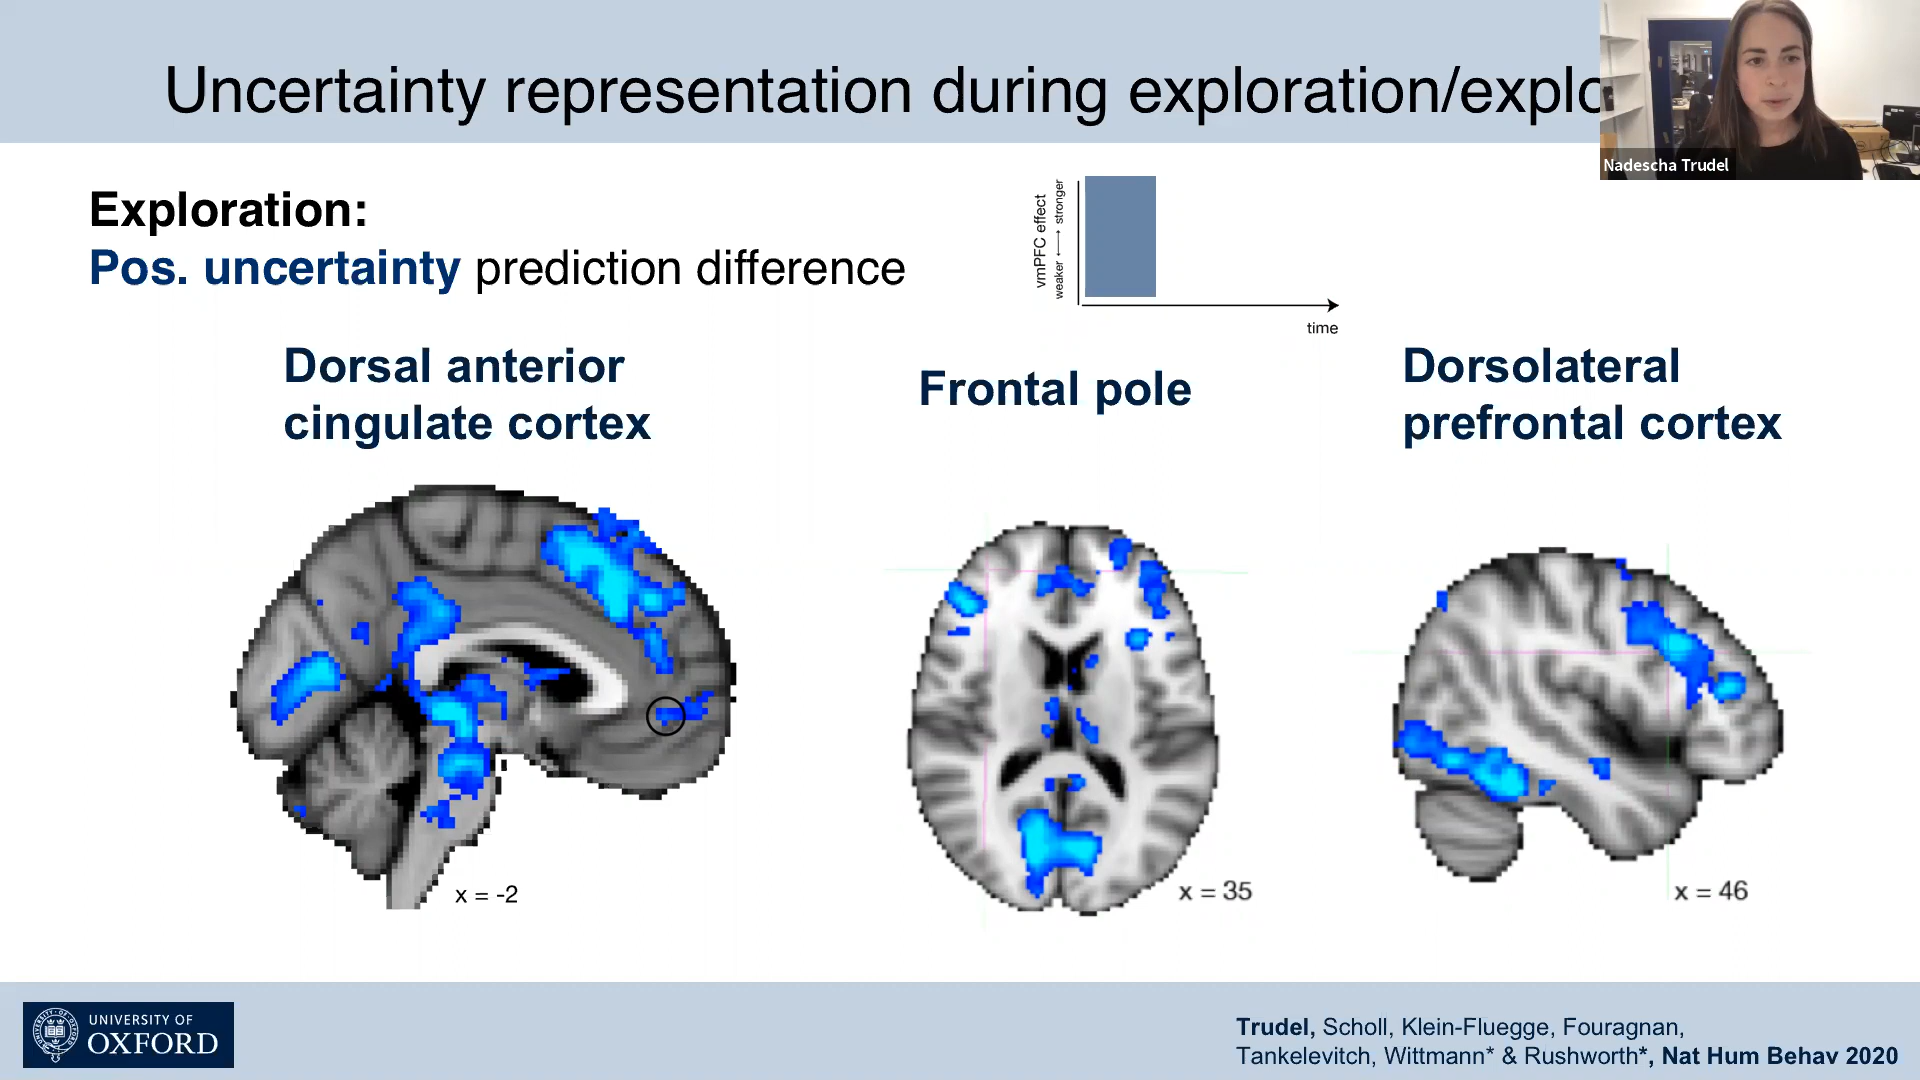 Uncertainty representation during exploration/explo
Nadescha Trudel
Exploration:
Pos. uncertainty prediction difference
vmPFC effect
weaker ⟵⟶ stronger
time
Dorsal anterior
cingulate cortex
Frontal pole
Dorsolateral
prefrontal cortex
x = -2
x = 35
x = 46
UNIVERSITY OF
OXFORD
Trudel, Scholl, Klein-Fluegge, Fouragnan,
Tankelevitch, Wittmann* & Rushworth*, Nat Hum Behav 2020